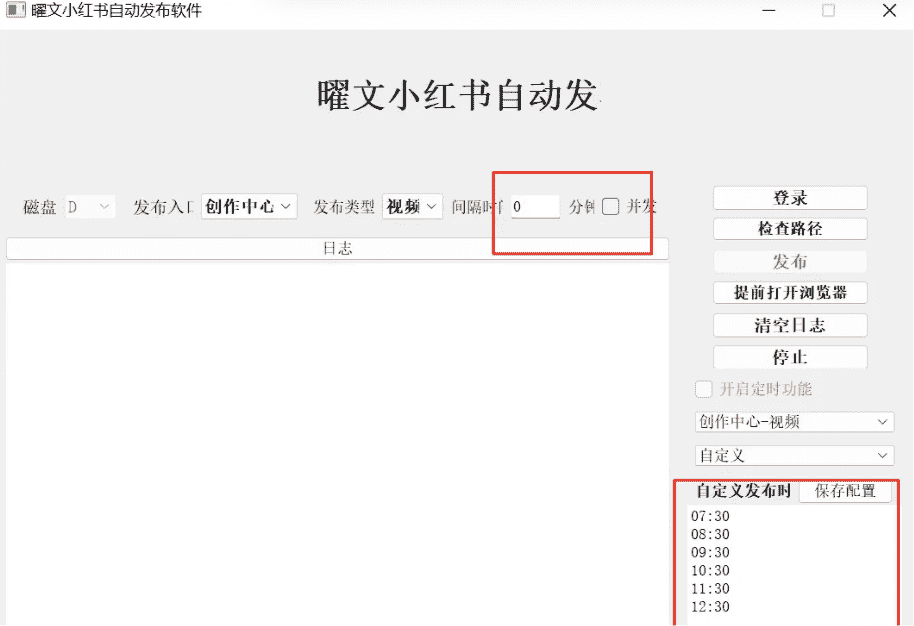 曜文小红书自动发布软件
曜文小红书自动发
磁盘 D 发布入口 创作中心 发布类型 视频 间隔时 0 分钟 并发
日志
登录
检查路径
发布
提前打开浏览器
清空日志
停止
开启定时功能
创作中心-视频
自定义
自定义发布时 保存配置
07:30
08:30
09:30
10:30
11:30
12:30